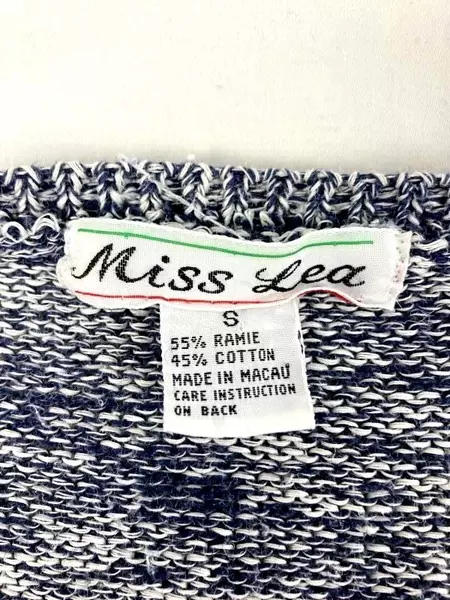 Miss Lea
S
55% RAMIE
45% COTTON
MADE IN MACAU
CARE INSTRUCTION
ON BACK